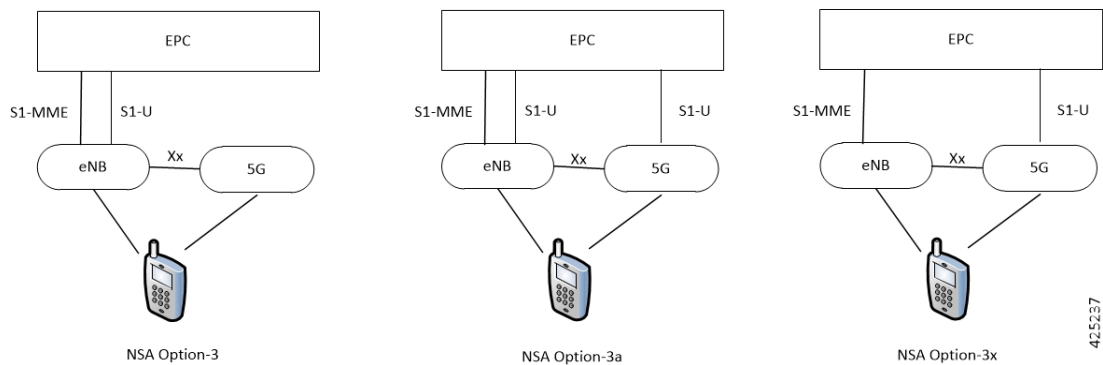 EPC
S1-MME
S1-U
eNB
Xx
5G
NSA Option-3
EPC
S1-MME
S1-U
S1-U
eNB
Xx
5G
NSA Option-3a
EPC
S1-MME
S1-U
eNB
Xx
5G
NSA Option-3x
425237